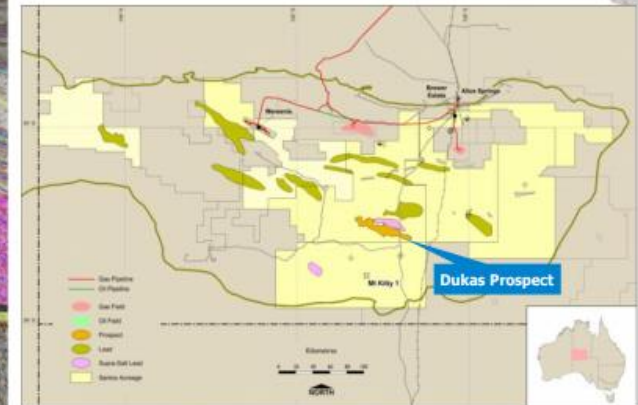 Brewer
Estate
Alice Springs
Mereenie
Dukas Prospect
Mt Kitty 1
Gas Pipeline
Oil Pipeline
Gas Field
Oil Field
Prospect
Lead
Supra-Salt Lead
Santos Acreage
Kilometres
NORTH